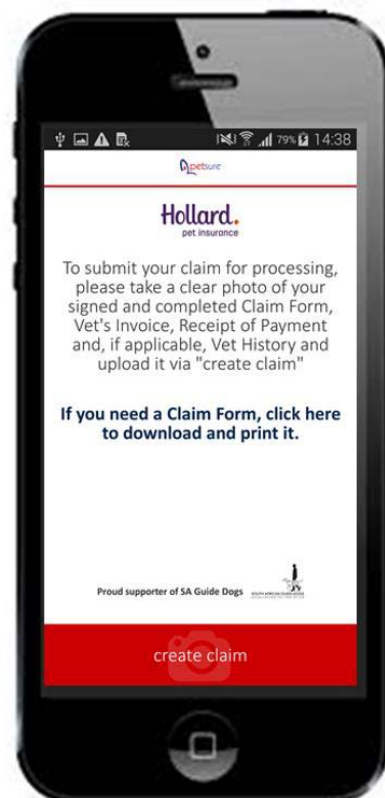 79% 14:38
petsure
Hollard.
pet insurance
To submit your claim for processing,
please take a clear photo of your
signed and completed Claim Form,
Vet's Invoice, Receipt of Payment
and, if applicable, Vet History and
upload it via "create claim"
If you need a Claim Form, click here
to download and print it.
Proud supporter of SA Guide Dogs
create claim